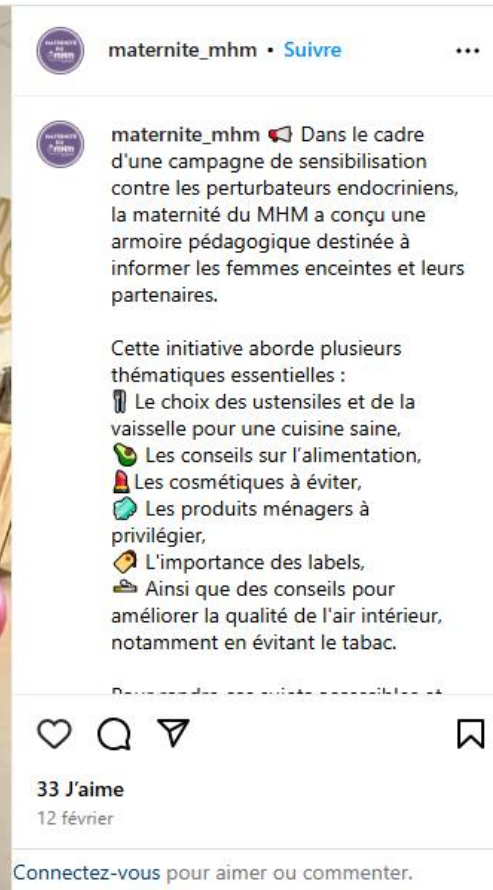 maternite_mhm • Suivre
maternite_mhm 📢 Dans le cadre
d'une campagne de sensibilisation
contre les perturbateurs endocriniens,
la maternité du MHM a conçu une
armoire pédagogique destinée à
informer les femmes enceintes et leurs
partenaires.
Cette initiative aborde plusieurs
thématiques essentielles :
🍴 Le choix des ustensiles et de la
vaisselle pour une cuisine saine,
🥑 Les conseils sur l'alimentation,
💄 Les cosmétiques à éviter,
🧼 Les produits ménagers à
privilégier,
🏷️ L'importance des labels,
🚬 Ainsi que des conseils pour
améliorer la qualité de l'air intérieur,
notamment en évitant le tabac.
33 J'aime
12 février
Connectez-vous pour aimer ou commenter.